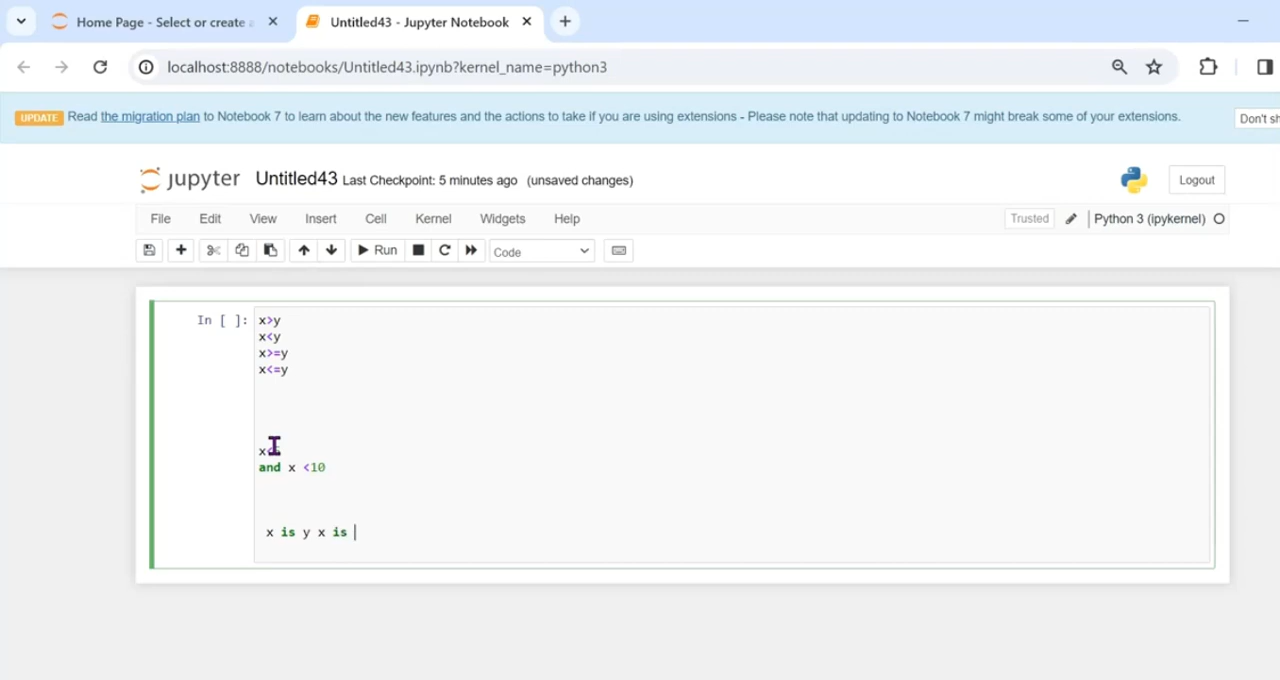 Home Page - Select or create a
Untitled43 - Jupyter Notebook
localhost:8888/notebooks/Untitled43.ipynb?kernel_name=python3
UPDATE Read the migration plan to Notebook 7 to learn about the new features and the actions to take if you are using extensions - Please note that updating to Notebook 7 might break some of your extensions.
Don't sh
jupyter Untitled43 Last Checkpoint: 5 minutes ago (unsaved changes)
Logout
File Edit View Insert Cell Kernel Widgets Help
Trusted Python 3 (ipykernel)
Run Code
In [ ]: x>y
x<y
x>=y
x<=y
x<
and x <10
x is y x is